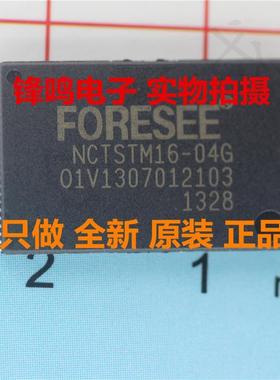 锋鸣电子 实物拍摄
FORESEE®
NCTSTM16-04G
01V1307012103
1328
只做 全新 原装 正品
2 1